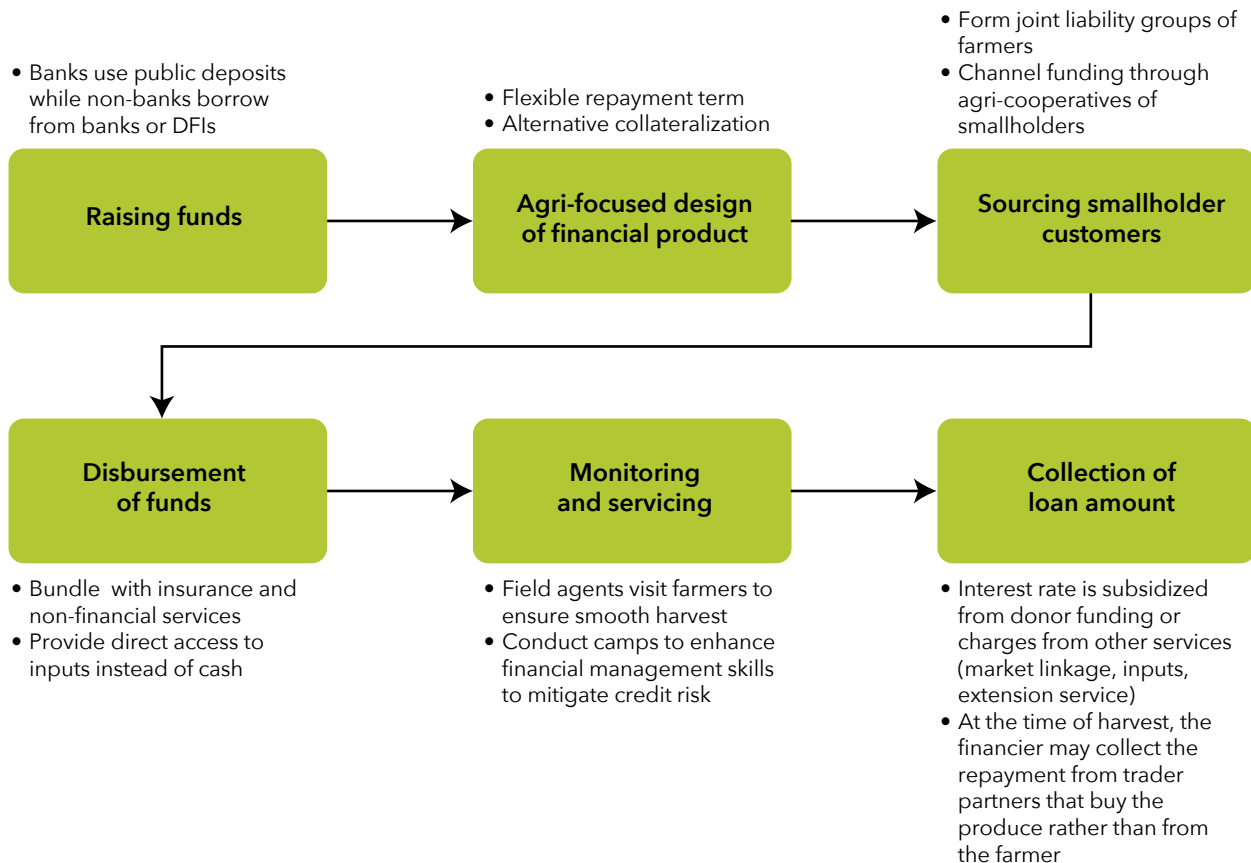 • Banks use public deposits
while non-banks borrow
from banks or DFIs
Raising funds
• Flexible repayment term
• Alternative collateralization
Agri-focused design
of financial product
• Form joint liability groups of
farmers
• Channel funding through
agri-cooperatives of
smallholders
Sourcing smallholder
customers
Disbursement
of funds
• Bundle with insurance and
non-financial services
• Provide direct access to
inputs instead of cash
Monitoring
and servicing
• Field agents visit farmers to
ensure smooth harvest
• Conduct camps to enhance
financial management skills
to mitigate credit risk
Collection of
loan amount
• Interest rate is subsidized
from donor funding or
charges from other services
(market linkage, inputs,
extension service)
• At the time of harvest, the
financier may collect the
repayment from trader
partners that buy the
produce rather than from
the farmer